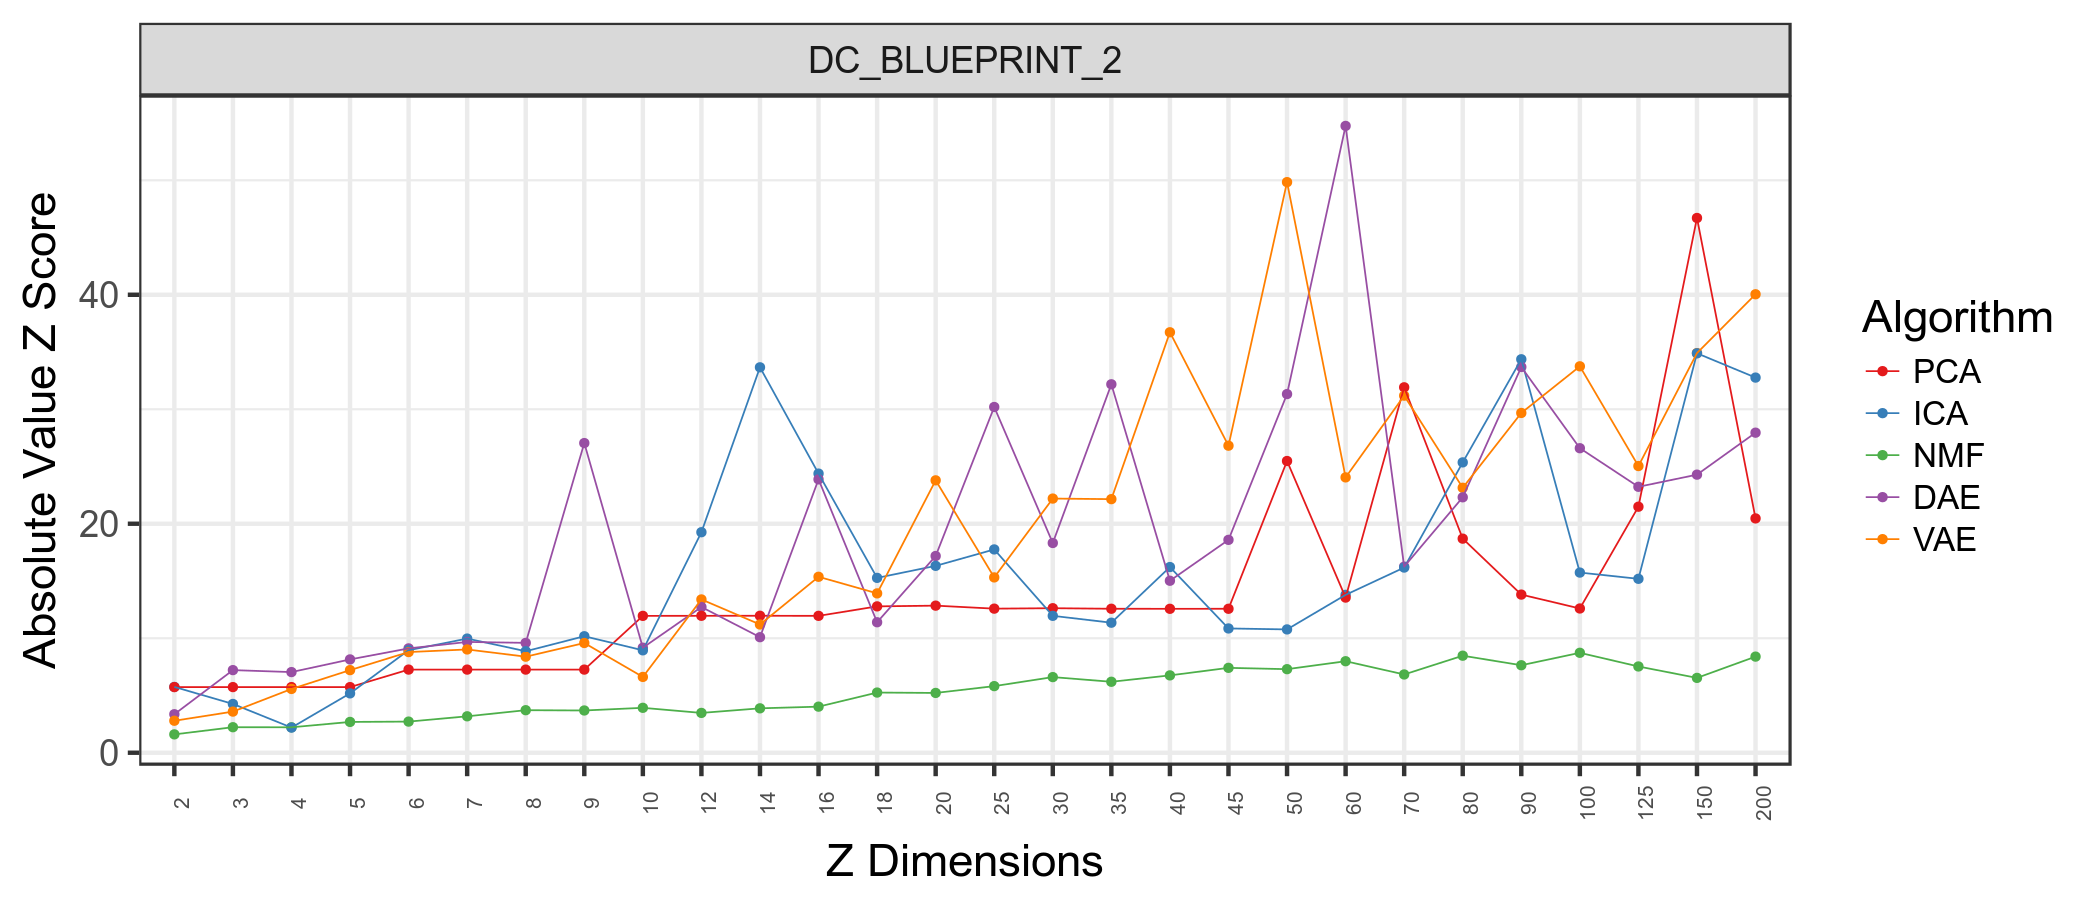 DC_BLUEPRINT_2
Absolute Value Z Score
40
20
0
2 3 4 5 6 7 8 9 10 12 14 16 18 20 25 30 35 40 45 50 60 70 80 90 100 125 150 200
Z Dimensions
Algorithm
PCA
ICA
NMF
DAE
VAE